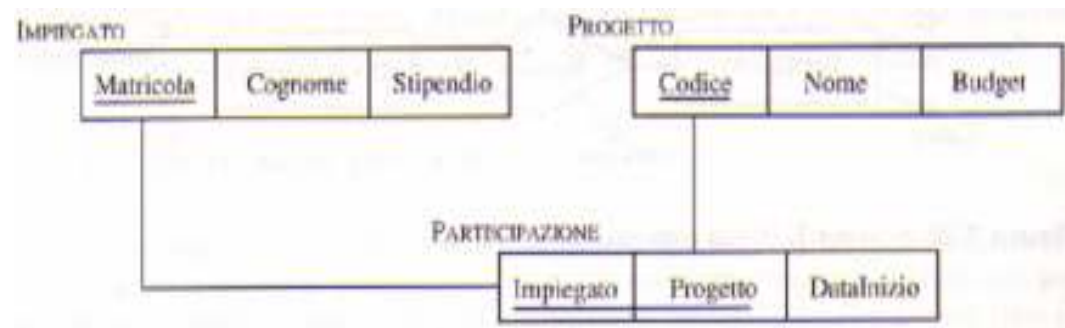 IMPIEGATO PROGETTO
Matricola Cognome Stipendio Codice Nome Budget
PARTECIPAZIONE
Impiegato Progetto DataInizio